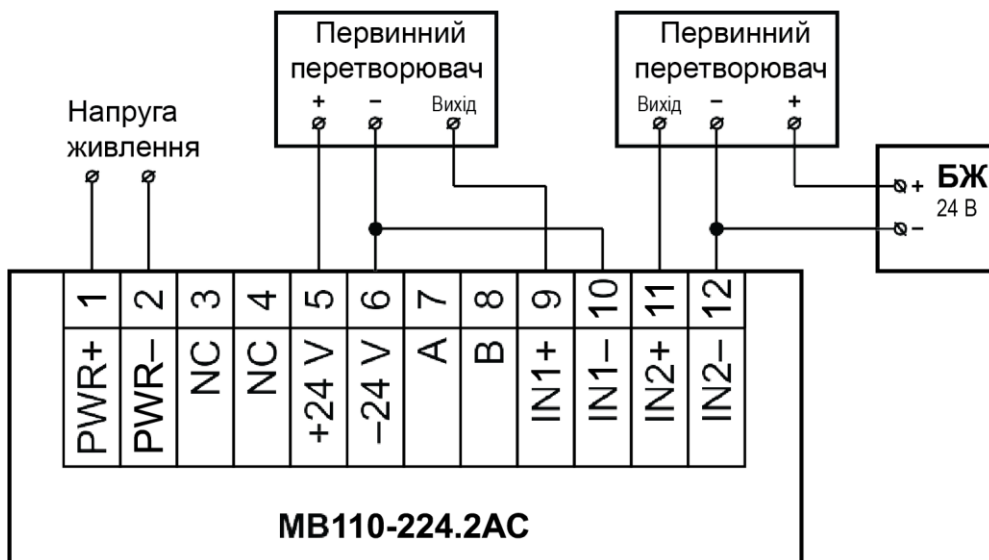 Первинний
перетворювач
+ – Вихід
Первинний
перетворювач
Вихід – +
Напруга
живлення
+ БЖ
24 В
–
1 2 3 4 5 6 7 8 9 10 11 12
PWR+ PWR– NC NC +24 V –24 V A B IN1+ IN1– IN2+ IN2–
МВ110-224.2АС